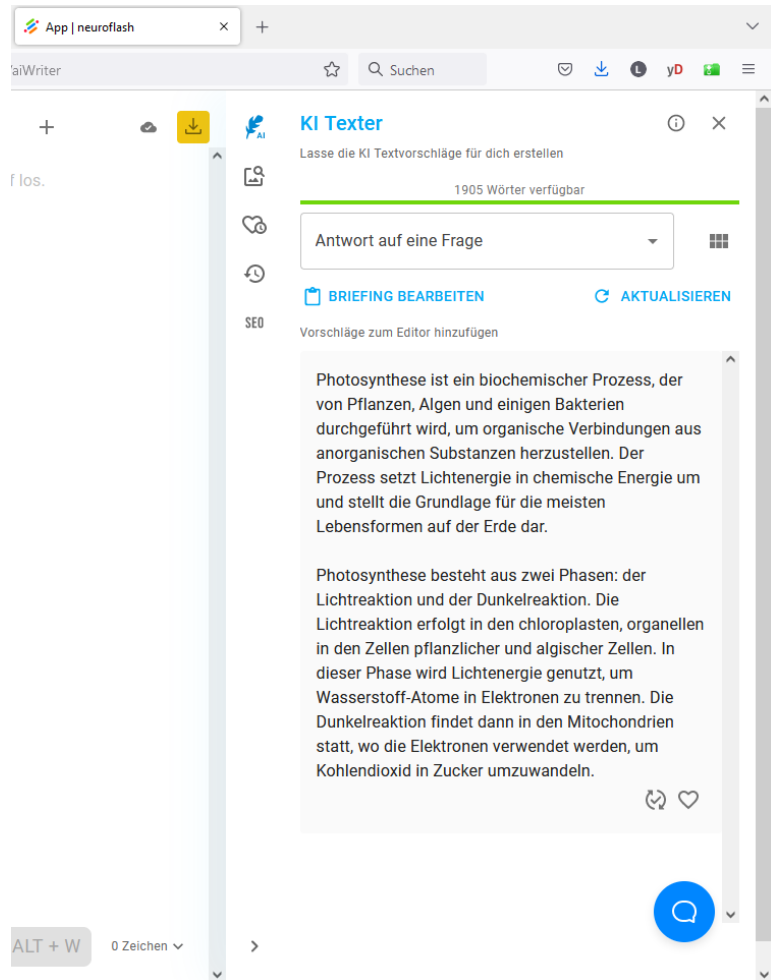 App | neuroflash
/aiWriter
Suchen
L
yD
f los.
AI
KI Texter
Lasse die KI Textvorschläge für dich erstellen
1905 Wörter verfügbar
Antwort auf eine Frage
BRIEFING BEARBEITEN
AKTUALISIEREN
SEO
Vorschläge zum Editor hinzufügen
Photosynthese ist ein biochemischer Prozess, der
von Pflanzen, Algen und einigen Bakterien
durchgeführt wird, um organische Verbindungen aus
anorganischen Substanzen herzustellen. Der
Prozess setzt Lichtenergie in chemische Energie um
und stellt die Grundlage für die meisten
Lebensformen auf der Erde dar.
Photosynthese besteht aus zwei Phasen: der
Lichtreaktion und der Dunkelreaktion. Die
Lichtreaktion erfolgt in den chloroplasten, organellen
in den Zellen pflanzlicher und algischer Zellen. In
dieser Phase wird Lichtenergie genutzt, um
Wasserstoff-Atome in Elektronen zu trennen. Die
Dunkelreaktion findet dann in den Mitochondrien
statt, wo die Elektronen verwendet werden, um
Kohlendioxid in Zucker umzuwandeln.
ALT + W
0 Zeichen